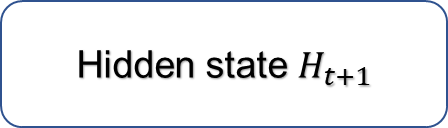 Hidden state $H_{t+1}$